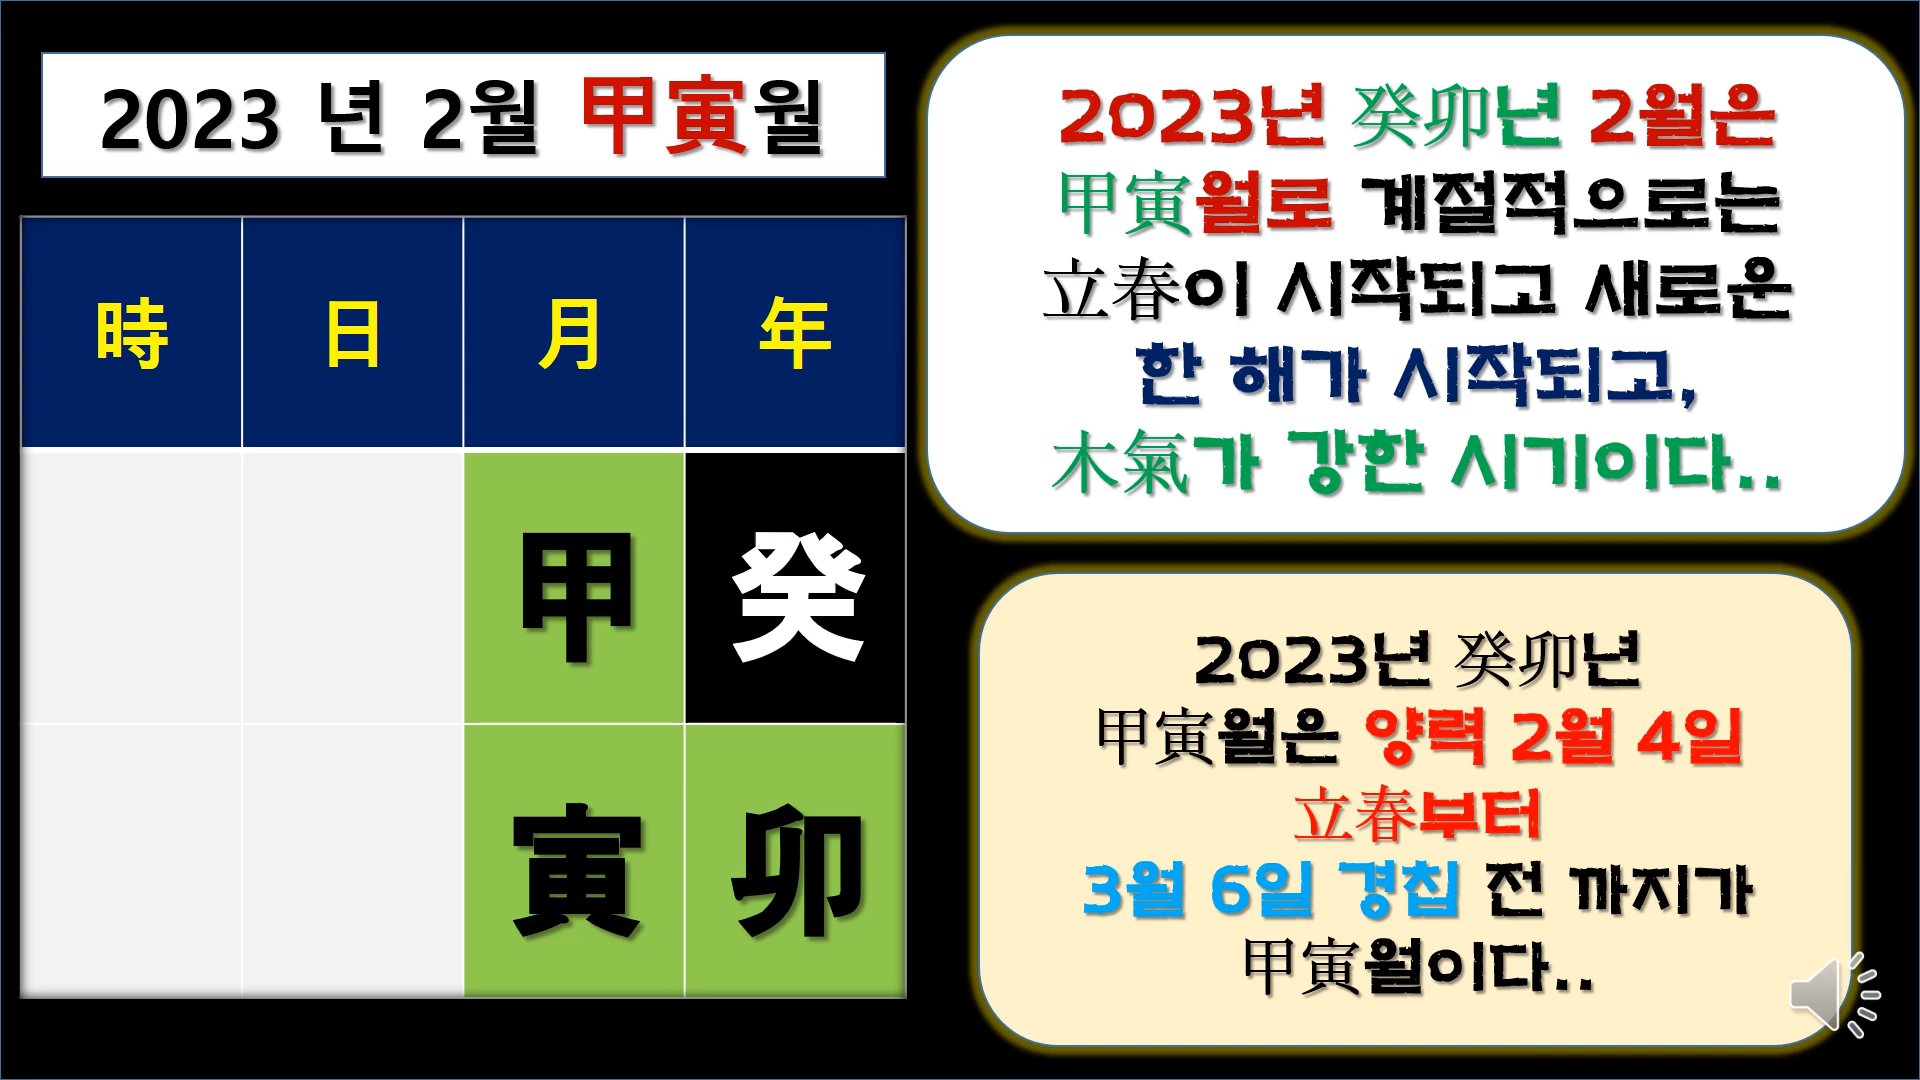 2023 년 2월 甲寅월
時 日 月 年
甲 癸
寅 卯
2023년 癸卯년 2월은
甲寅월로 계절적으로는
立春이 시작되고 새로운
한 해가 시작되고,
木氣가 강한 시기이다..
2023년 癸卯년
甲寅월은 양력 2월 4일
立春부터
3월 6일 경칩 전 까지가
甲寅월이다..